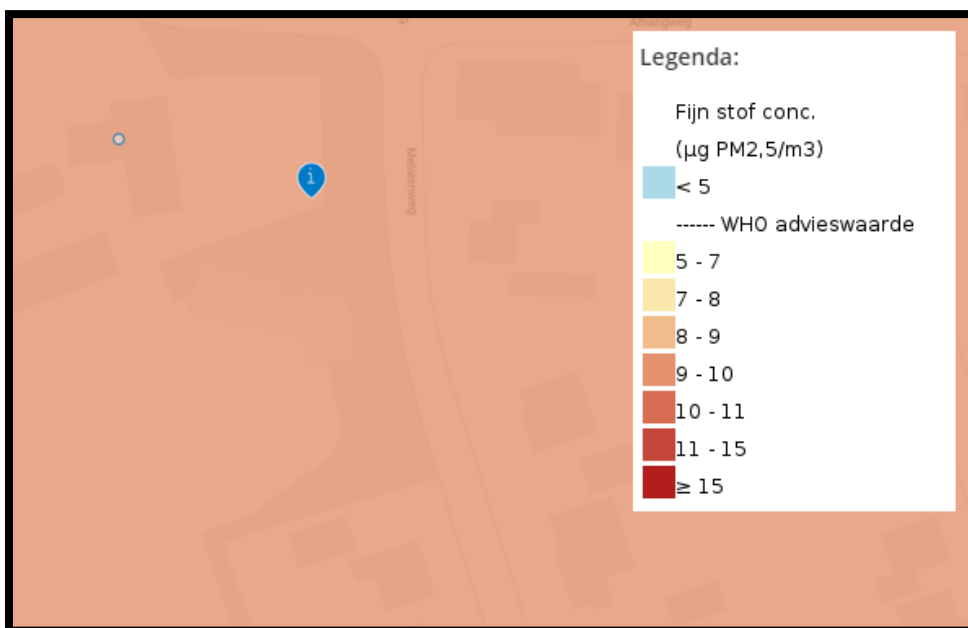 Alhangweg
Legenda:
Fijn stof conc.
(µg PM2,5/m3)
< 5
------ WHO advieswaarde
5 - 7
7 - 8
8 - 9
9 - 10
10 - 11
11 - 15
≥ 15
i